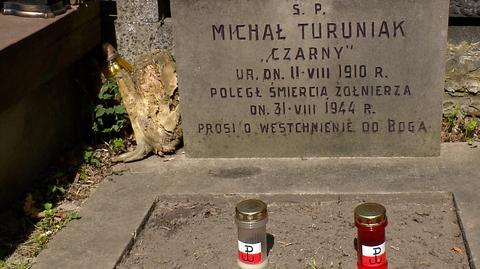 Ś. P.
MICHAŁ TURUNIAK
„CZARNY”
UR. DN. 11·VIII 1910 R.
POLEGŁ ŚMIERCIĄ ŻOŁNIERZA
DN. 31·VIII 1944 R.
PROSI O WESTCHNIENIE DO BOGA